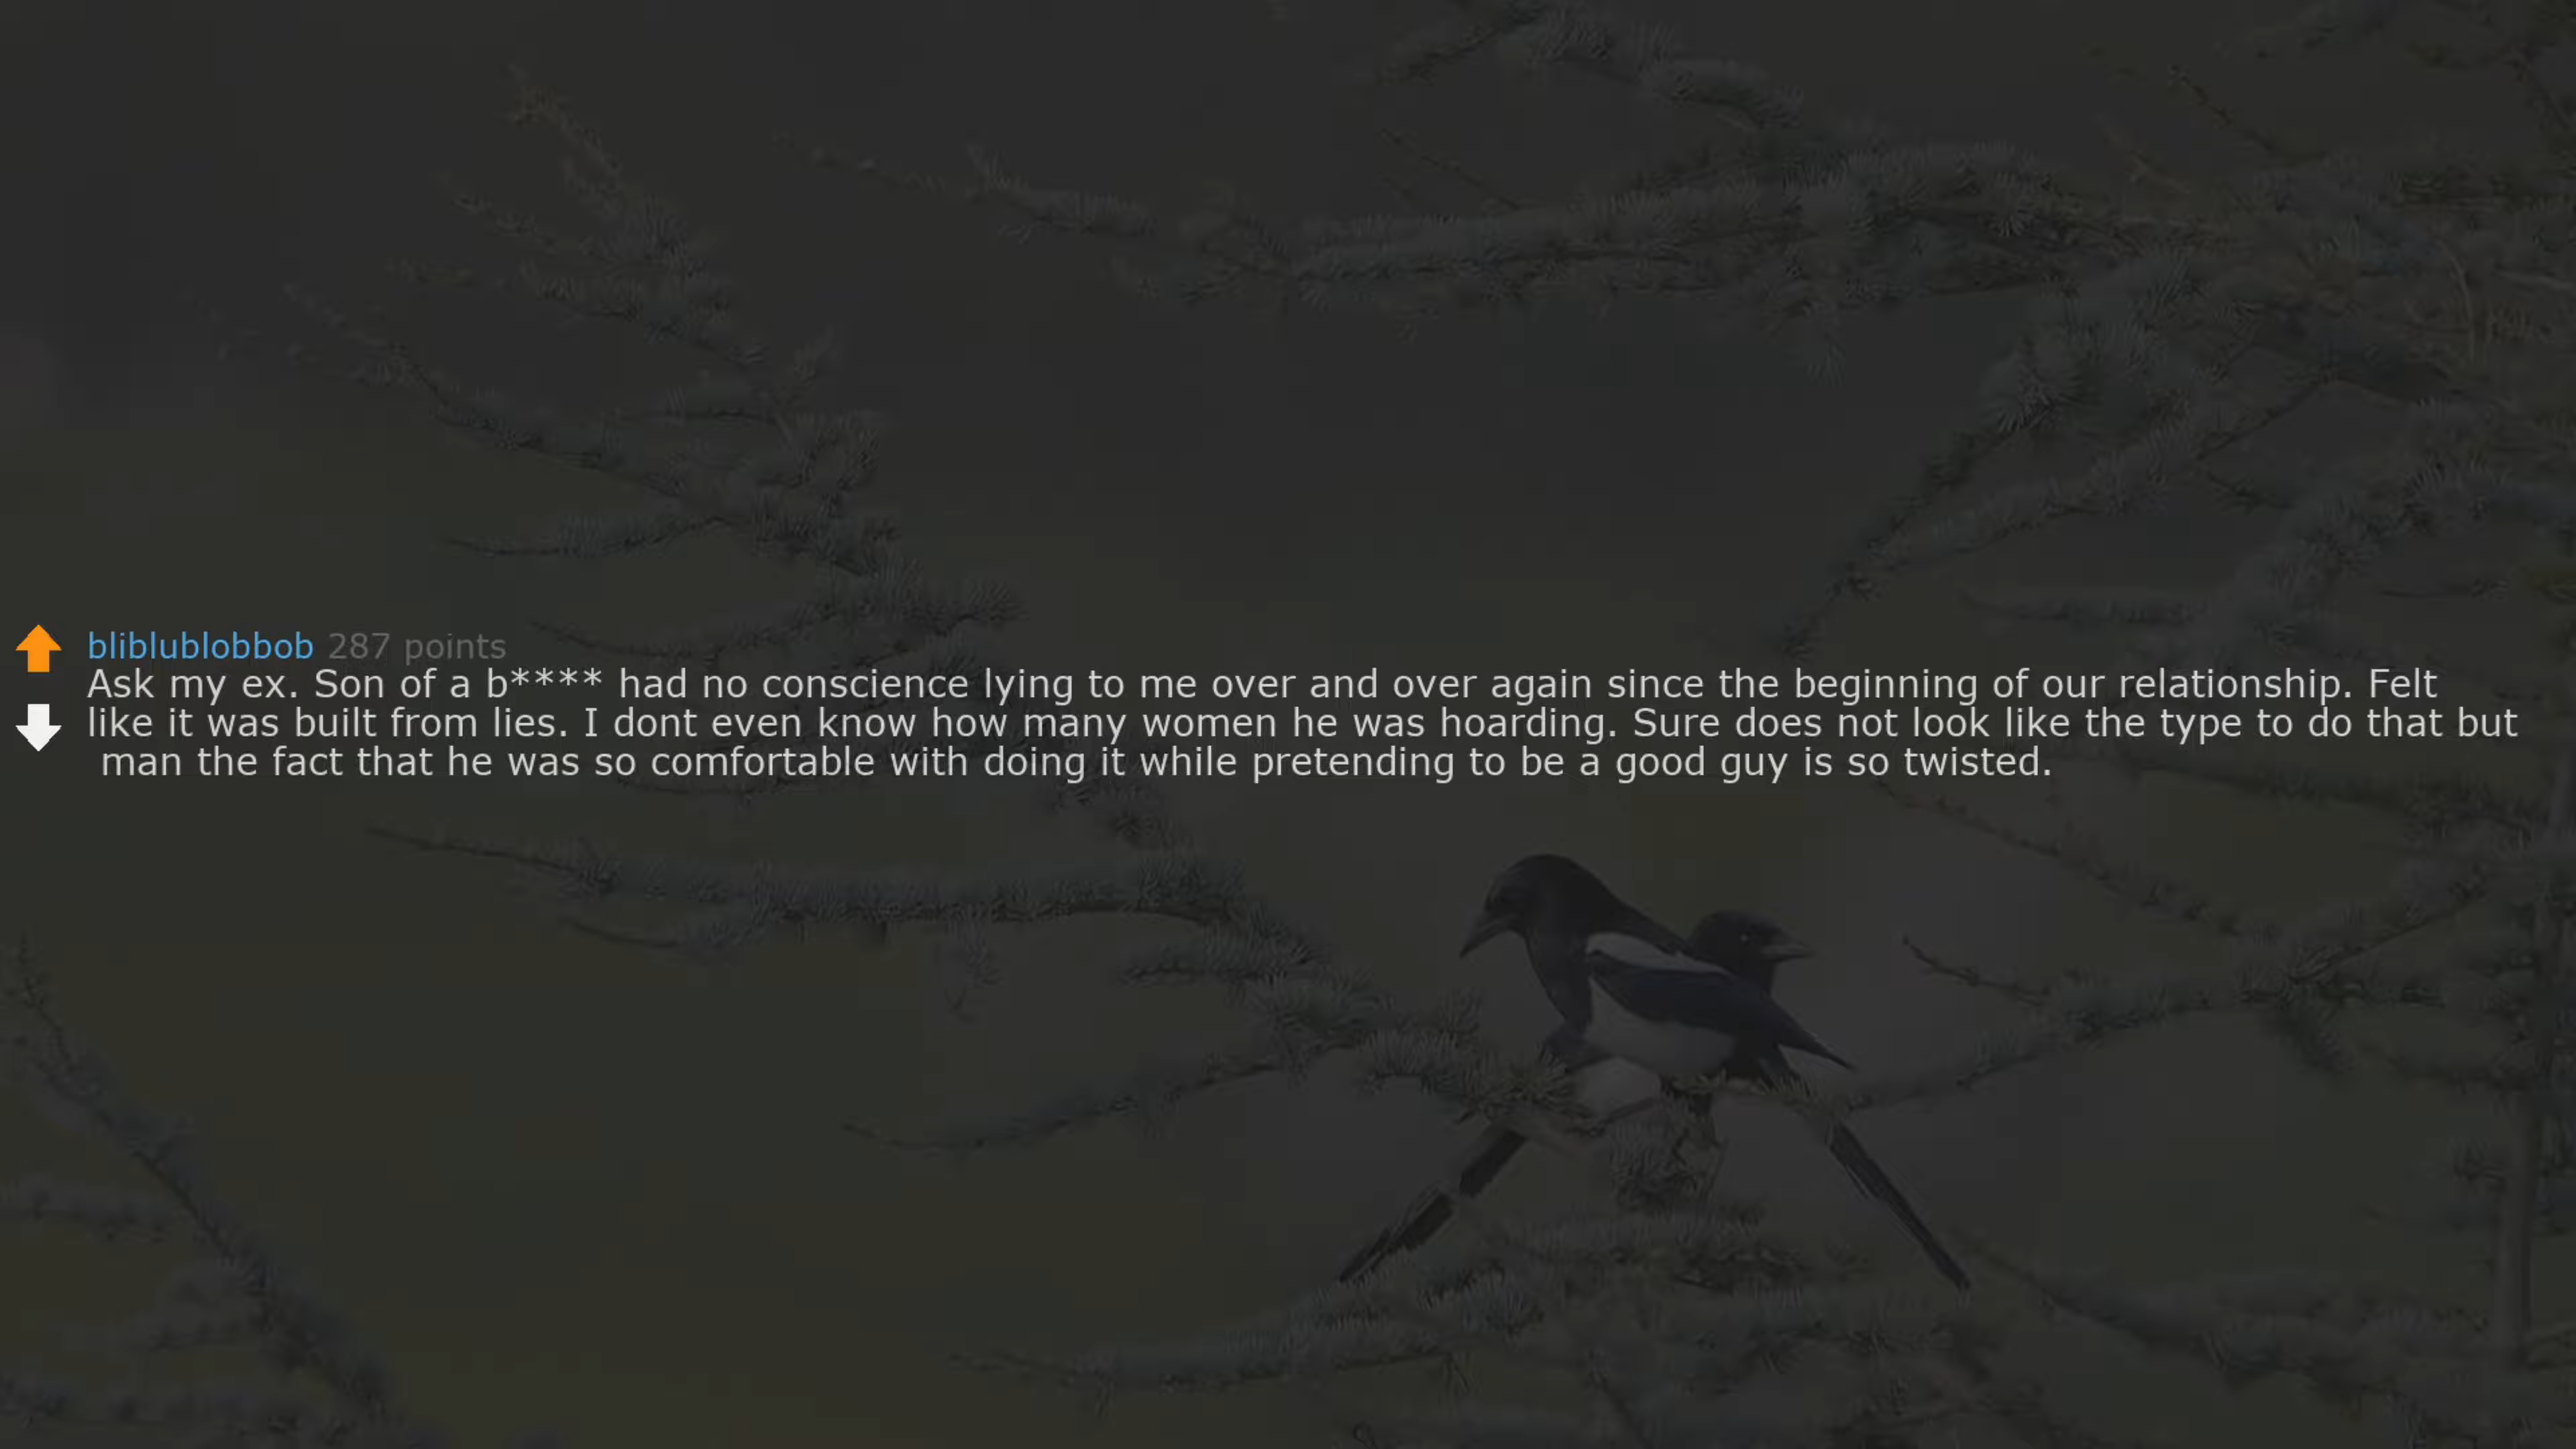 bliblublobbob 287 points
Ask my ex. Son of a b**** had no conscience lying to me over and over again since the beginning of our relationship. Felt
like it was built from lies. I dont even know how many women he was hoarding. Sure does not look like the type to do that but
man the fact that he was so comfortable with doing it while pretending to be a good guy is so twisted.